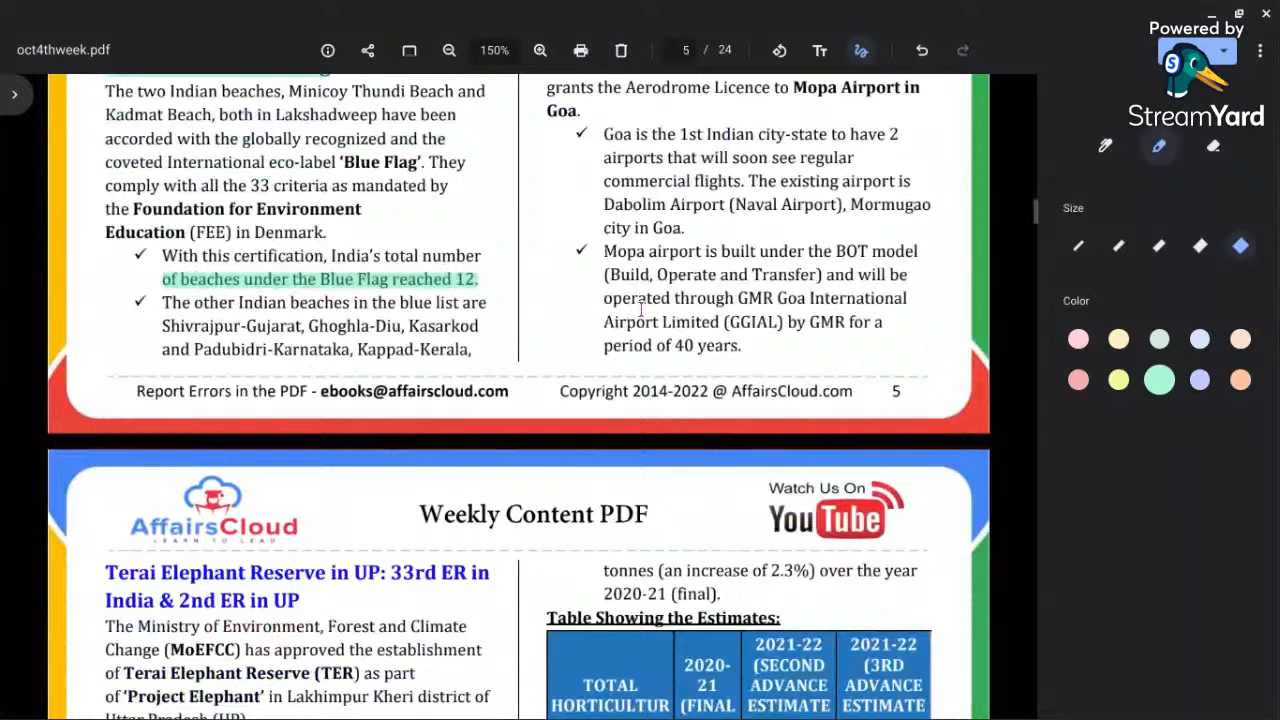 oct4thweek.pdf
150%
5 / 24
Powered by
StreamYard
The two Indian beaches, Minicoy Thundi Beach and
Kadmat Beach, both in Lakshadweep have been
accorded with the globally recognized and the
coveted International eco-label ‘Blue Flag’. They
comply with all the 33 criteria as mandated by
the Foundation for Environment
Education (FEE) in Denmark.
✓ With this certification, India’s total number
of beaches under the Blue Flag reached 12.
✓ The other Indian beaches in the blue list are
Shivrajpur-Gujarat, Ghoghla-Diu, Kasarkod
and Padubidri-Karnataka, Kappad-Kerala,
grants the Aerodrome Licence to Mopa Airport in
Goa.
✓ Goa is the 1st Indian city-state to have 2
airports that will soon see regular
commercial flights. The existing airport is
Dabolim Airport (Naval Airport), Mormugao
city in Goa.
✓ Mopa airport is built under the BOT model
(Build, Operate and Transfer) and will be
operated through GMR Goa International
Airport Limited (GGIAL) by GMR for a
period of 40 years.
Report Errors in the PDF - ebooks@affairscloud.com
Copyright 2014-2022 @ AffairsCloud.com 5
AffairsCloud
LEARN TO LEAD
Weekly Content PDF
Watch Us On
YouTube
Terai Elephant Reserve in UP: 33rd ER in
India & 2nd ER in UP
The Ministry of Environment, Forest and Climate
Change (MoEFCC) has approved the establishment
of Terai Elephant Reserve (TER) as part
of ‘Project Elephant’ in Lakhimpur Kheri district of
Uttar Pradesh (UP)
tonnes (an increase of 2.3%) over the year
2020-21 (final).
Table Showing the Estimates:
TOTAL
HORTICULTUR
2020-
21
(FINAL
2021-22
(SECOND
ADVANCE
ESTIMATE
2021-22
(3RD
ADVANCE
ESTIMATE
Size
Color